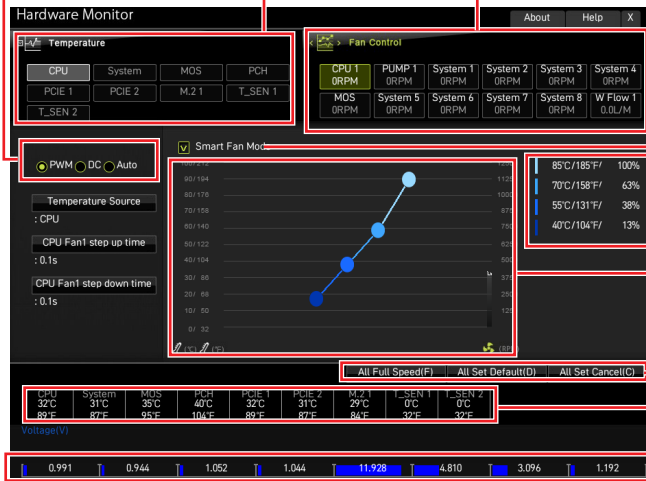 Hardware Monitor
About Help X
Temperature
CPU System MOS PCH
PCIE 1 PCIE 2 M.2 1 T_SEN 1
T_SEN 2
< > Fan Control
CPU 1 PUMP 1 System 1 System 2 System 3 System 4
0RPM 0RPM 0RPM 0RPM 0RPM 0RPM
MOS System 5 System 6 System 7 System 8 W Flow 1
0RPM 0RPM 0RPM 0RPM 0RPM 0.0L/M
PWM DC Auto
Temperature Source
: CPU
CPU Fan1 step up time
: 0.1s
CPU Fan1 step down time
: 0.1s
Smart Fan Mode
100/212 1250
90/194 1125
80/176 1000
70/158 875
60/140 750
50/122 625
40/104 500
30/ 86 375
20/ 68 250
10/ 50 125
0/ 32
(°C) (°F) (RPM)
85°C/185°F/ 100%
70°C/158°F/ 63%
55°C/131°F/ 38%
40°C/104°F/ 13%
All Full Speed(F) All Set Default(D) All Set Cancel(C)
CPU System MOS PCH PCIE 1 PCIE 2 M.2 1 T_SEN 1 T_SEN 2
32°C 31°C 35°C 40°C 32°C 31°C 29°C 0°C 0°C
89°F 87°F 95°F 104°F 89°F 87°F 84°F 32°F 32°F
Voltage(V)
0.991 0.944 1.052 1.044 11.928 4.810 3.096 1.192